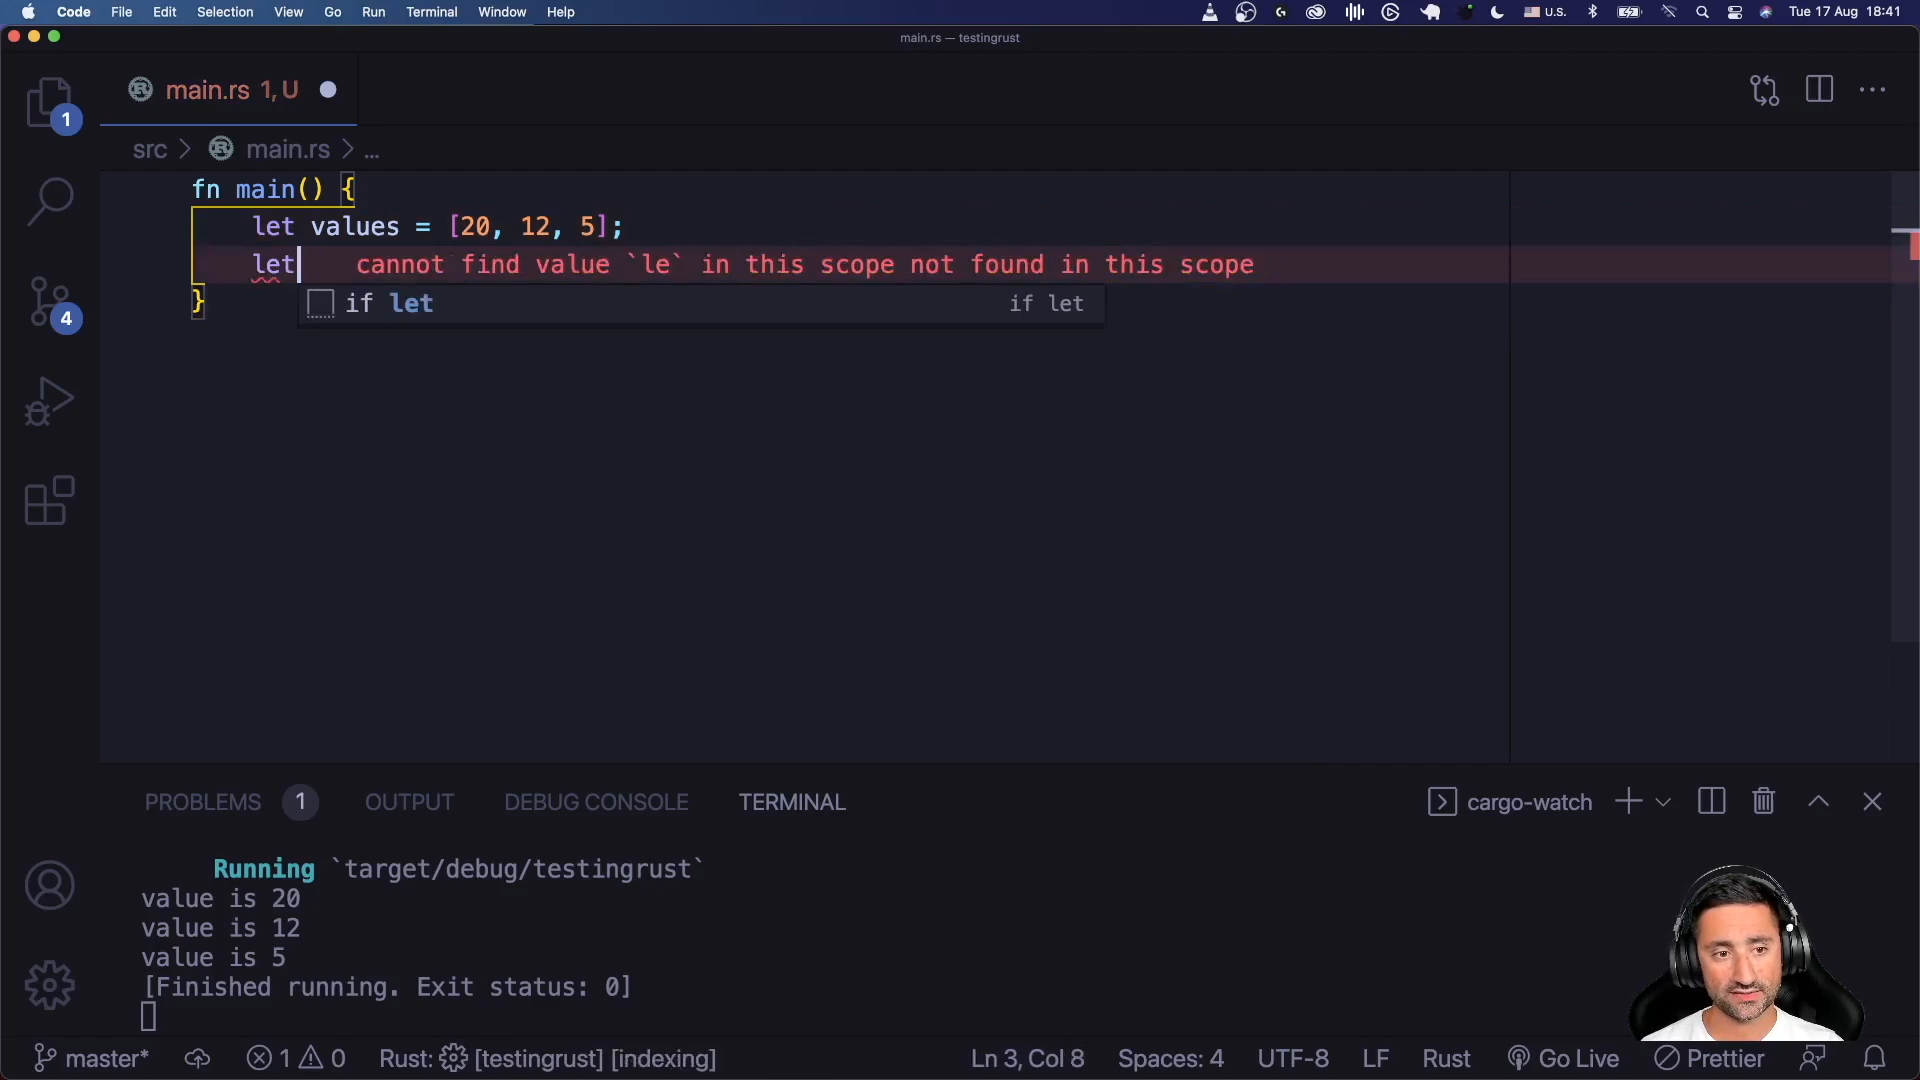 Code File Edit Selection View Go Run Terminal Window Help U.S. Tue 17 Aug 18:41
main.rs — testingrust
main.rs 1, U
1
src > main.rs > ...
fn main() {
let values = [20, 12, 5];
let cannot find value `le` in this scope not found in this scope
}
if let if let
4
PROBLEMS 1 OUTPUT DEBUG CONSOLE TERMINAL cargo-watch
Running `target/debug/testingrust`
value is 20
value is 12
value is 5
[Finished running. Exit status: 0]
master* 1 0 Rust: [testingrust] [indexing] Ln 3, Col 8 Spaces: 4 UTF-8 LF Rust Go Live Prettier